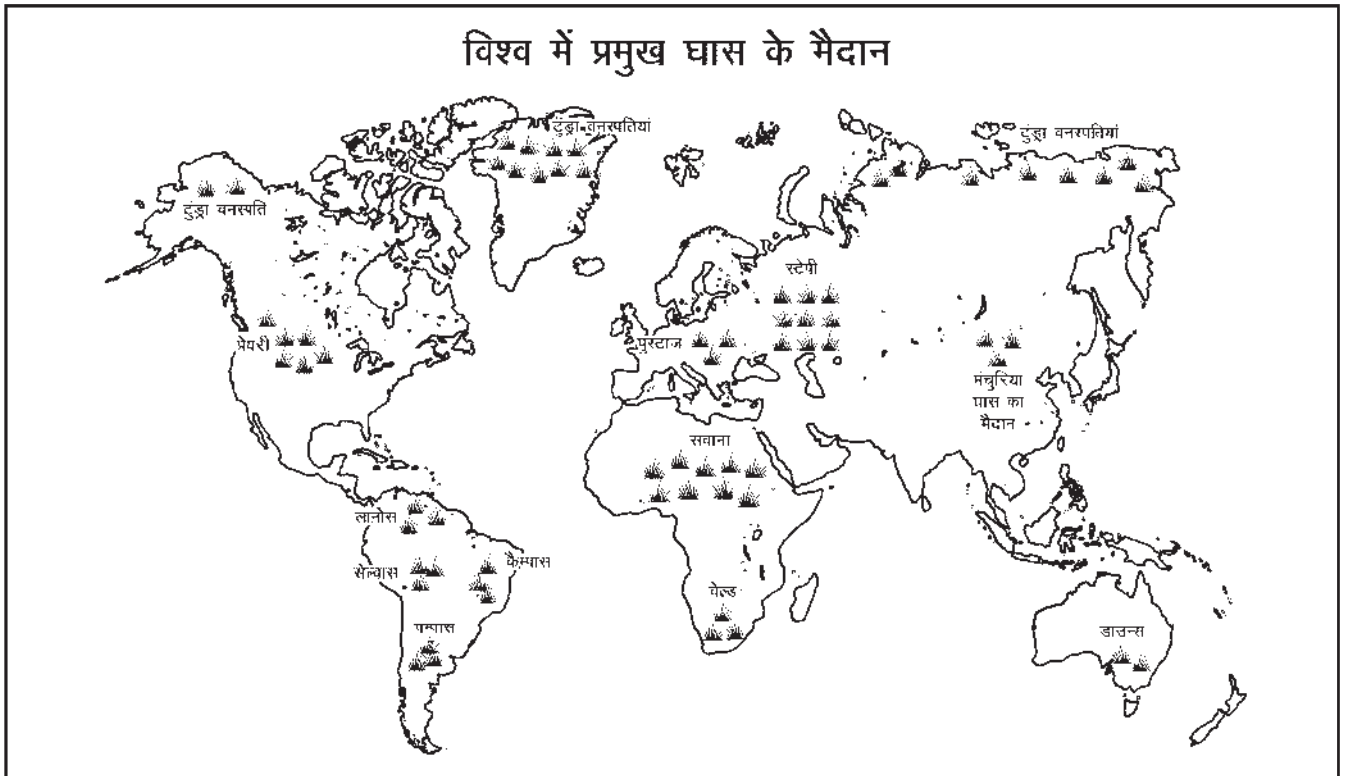 विश्व में प्रमुख घास के मैदान
टुंड्रा वनस्पतियां
टुंड्रा वनस्पतियां
टुंड्रा वनस्पति
स्टेपी
प्रेयरी
पुस्टाज
मंचुरिया
घास का
मैदान
सवाना
लानोस
सेल्वास
कैम्पास
वेल्ड
पम्पास
डाउन्स